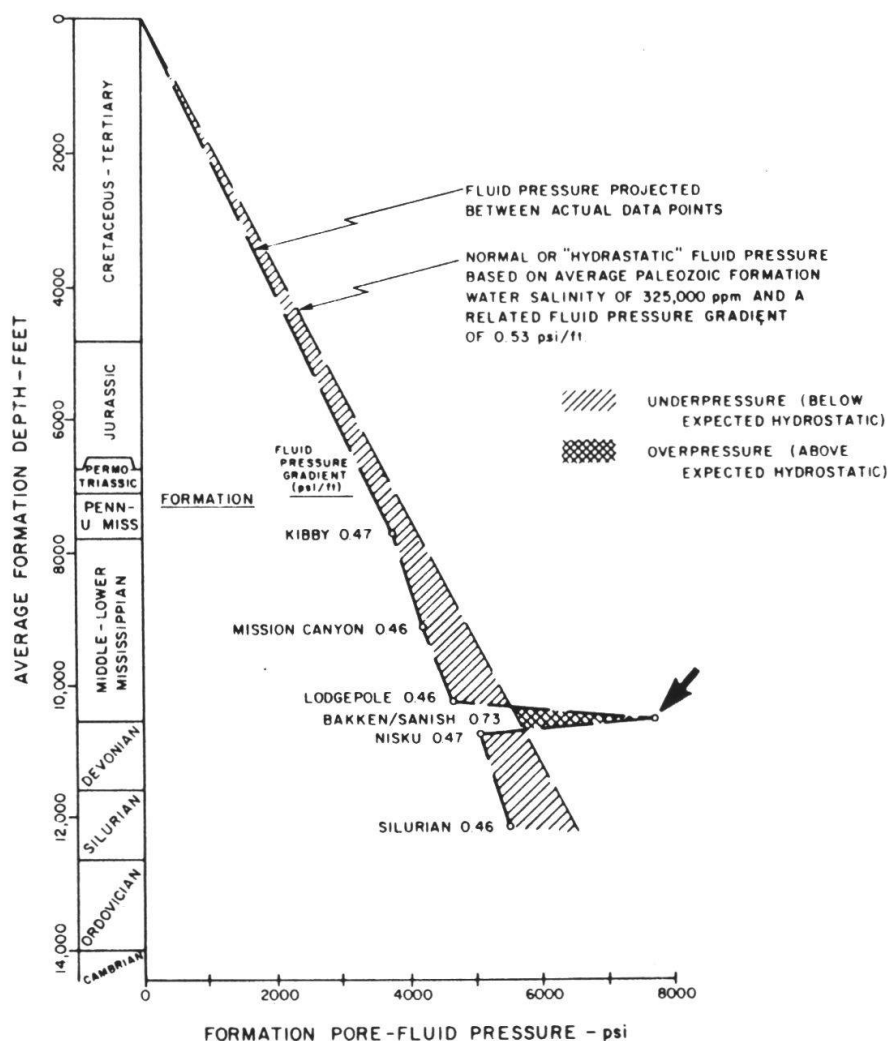 AVERAGE FORMATION DEPTH-FEET
0
2000
4000
6000
8000
10,000
12,000
14,000
CRETACEOUS-TERTIARY
JURASSIC
PERMO
TRIASSIC
PENN-
U MISS
MIDDLE-LOWER
MISSISSIPPIAN
DEVONIAN
SILURIAN
ORDOVICIAN
CAMBRIAN
FLUID PRESSURE PROJECTED
BETWEEN ACTUAL DATA POINTS
NORMAL OR "HYDRASTATIC" FLUID PRESSURE
BASED ON AVERAGE PALEOZOIC FORMATION
WATER SALINITY OF 325,000 ppm AND A
RELATED FLUID PRESSURE GRADIENT
OF 0.53 psi/ft.
UNDERPRESSURE (BELOW
EXPECTED HYDROSTATIC)
OVERPRESSURE (ABOVE
EXPECTED HYDROSTATIC)
FLUID
PRESSURE
GRADIENT
(psi/ft)
FORMATION
KIBBY 0.47
MISSION CANYON 0.46
LODGEPOLE 0.46
BAKKEN/SANISH 0.73
NISKU 0.47
SILURIAN 0.46
0
2000
4000
6000
8000
FORMATION PORE-FLUID PRESSURE - psi